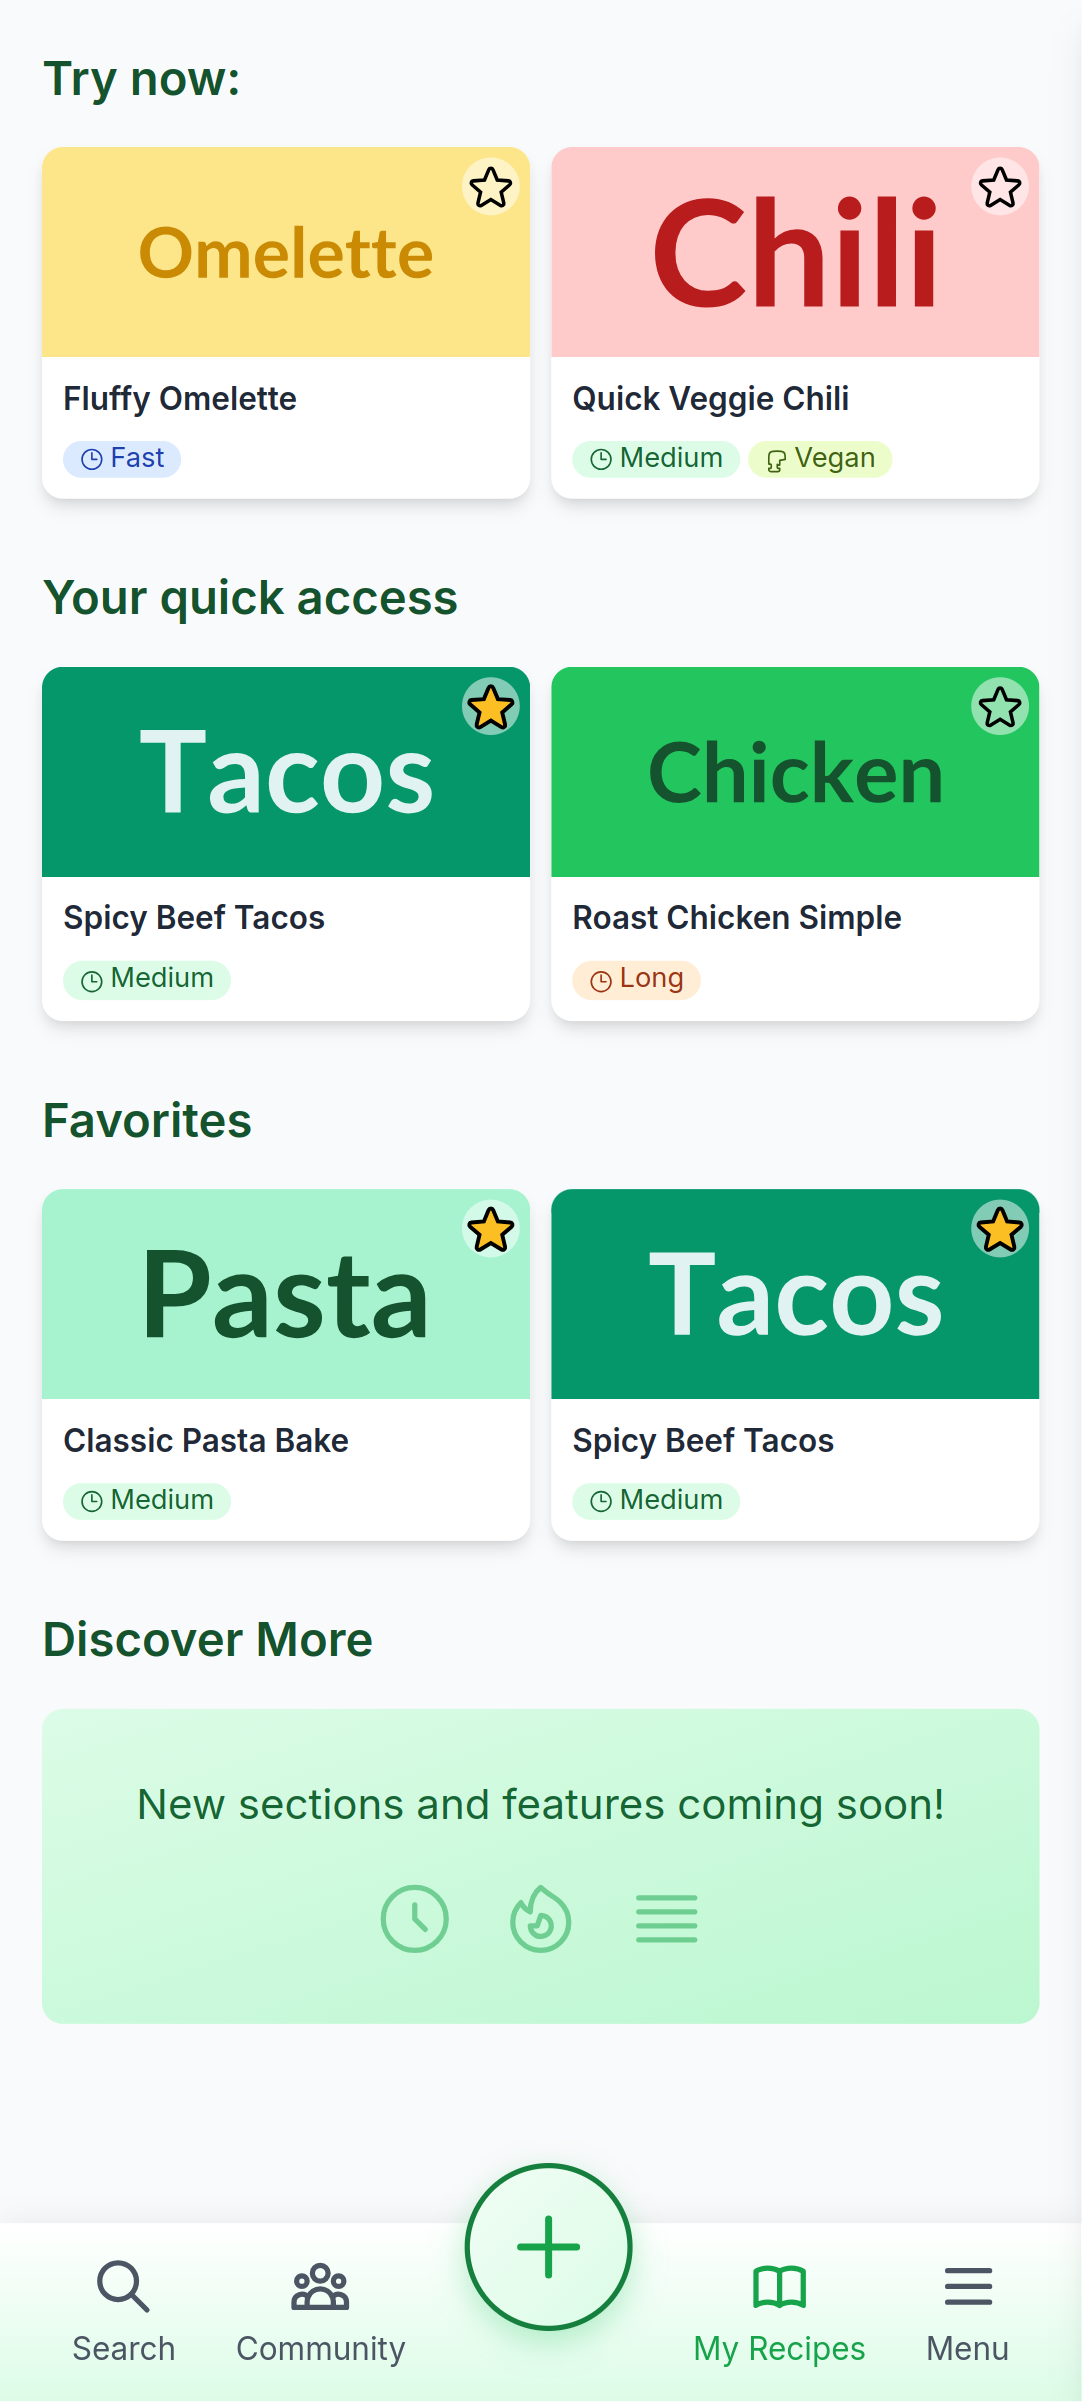 Try now:
Omelette
Chili
Fluffy Omelette
Quick Veggie Chili
Fast
Medium
Vegan
Your quick access
Tacos
Chicken
Spicy Beef Tacos
Roast Chicken Simple
Medium
Long
Favorites
Pasta
Tacos
Classic Pasta Bake
Spicy Beef Tacos
Medium
Medium
Discover More
New sections and features coming soon!
Search
Community
My Recipes
Menu